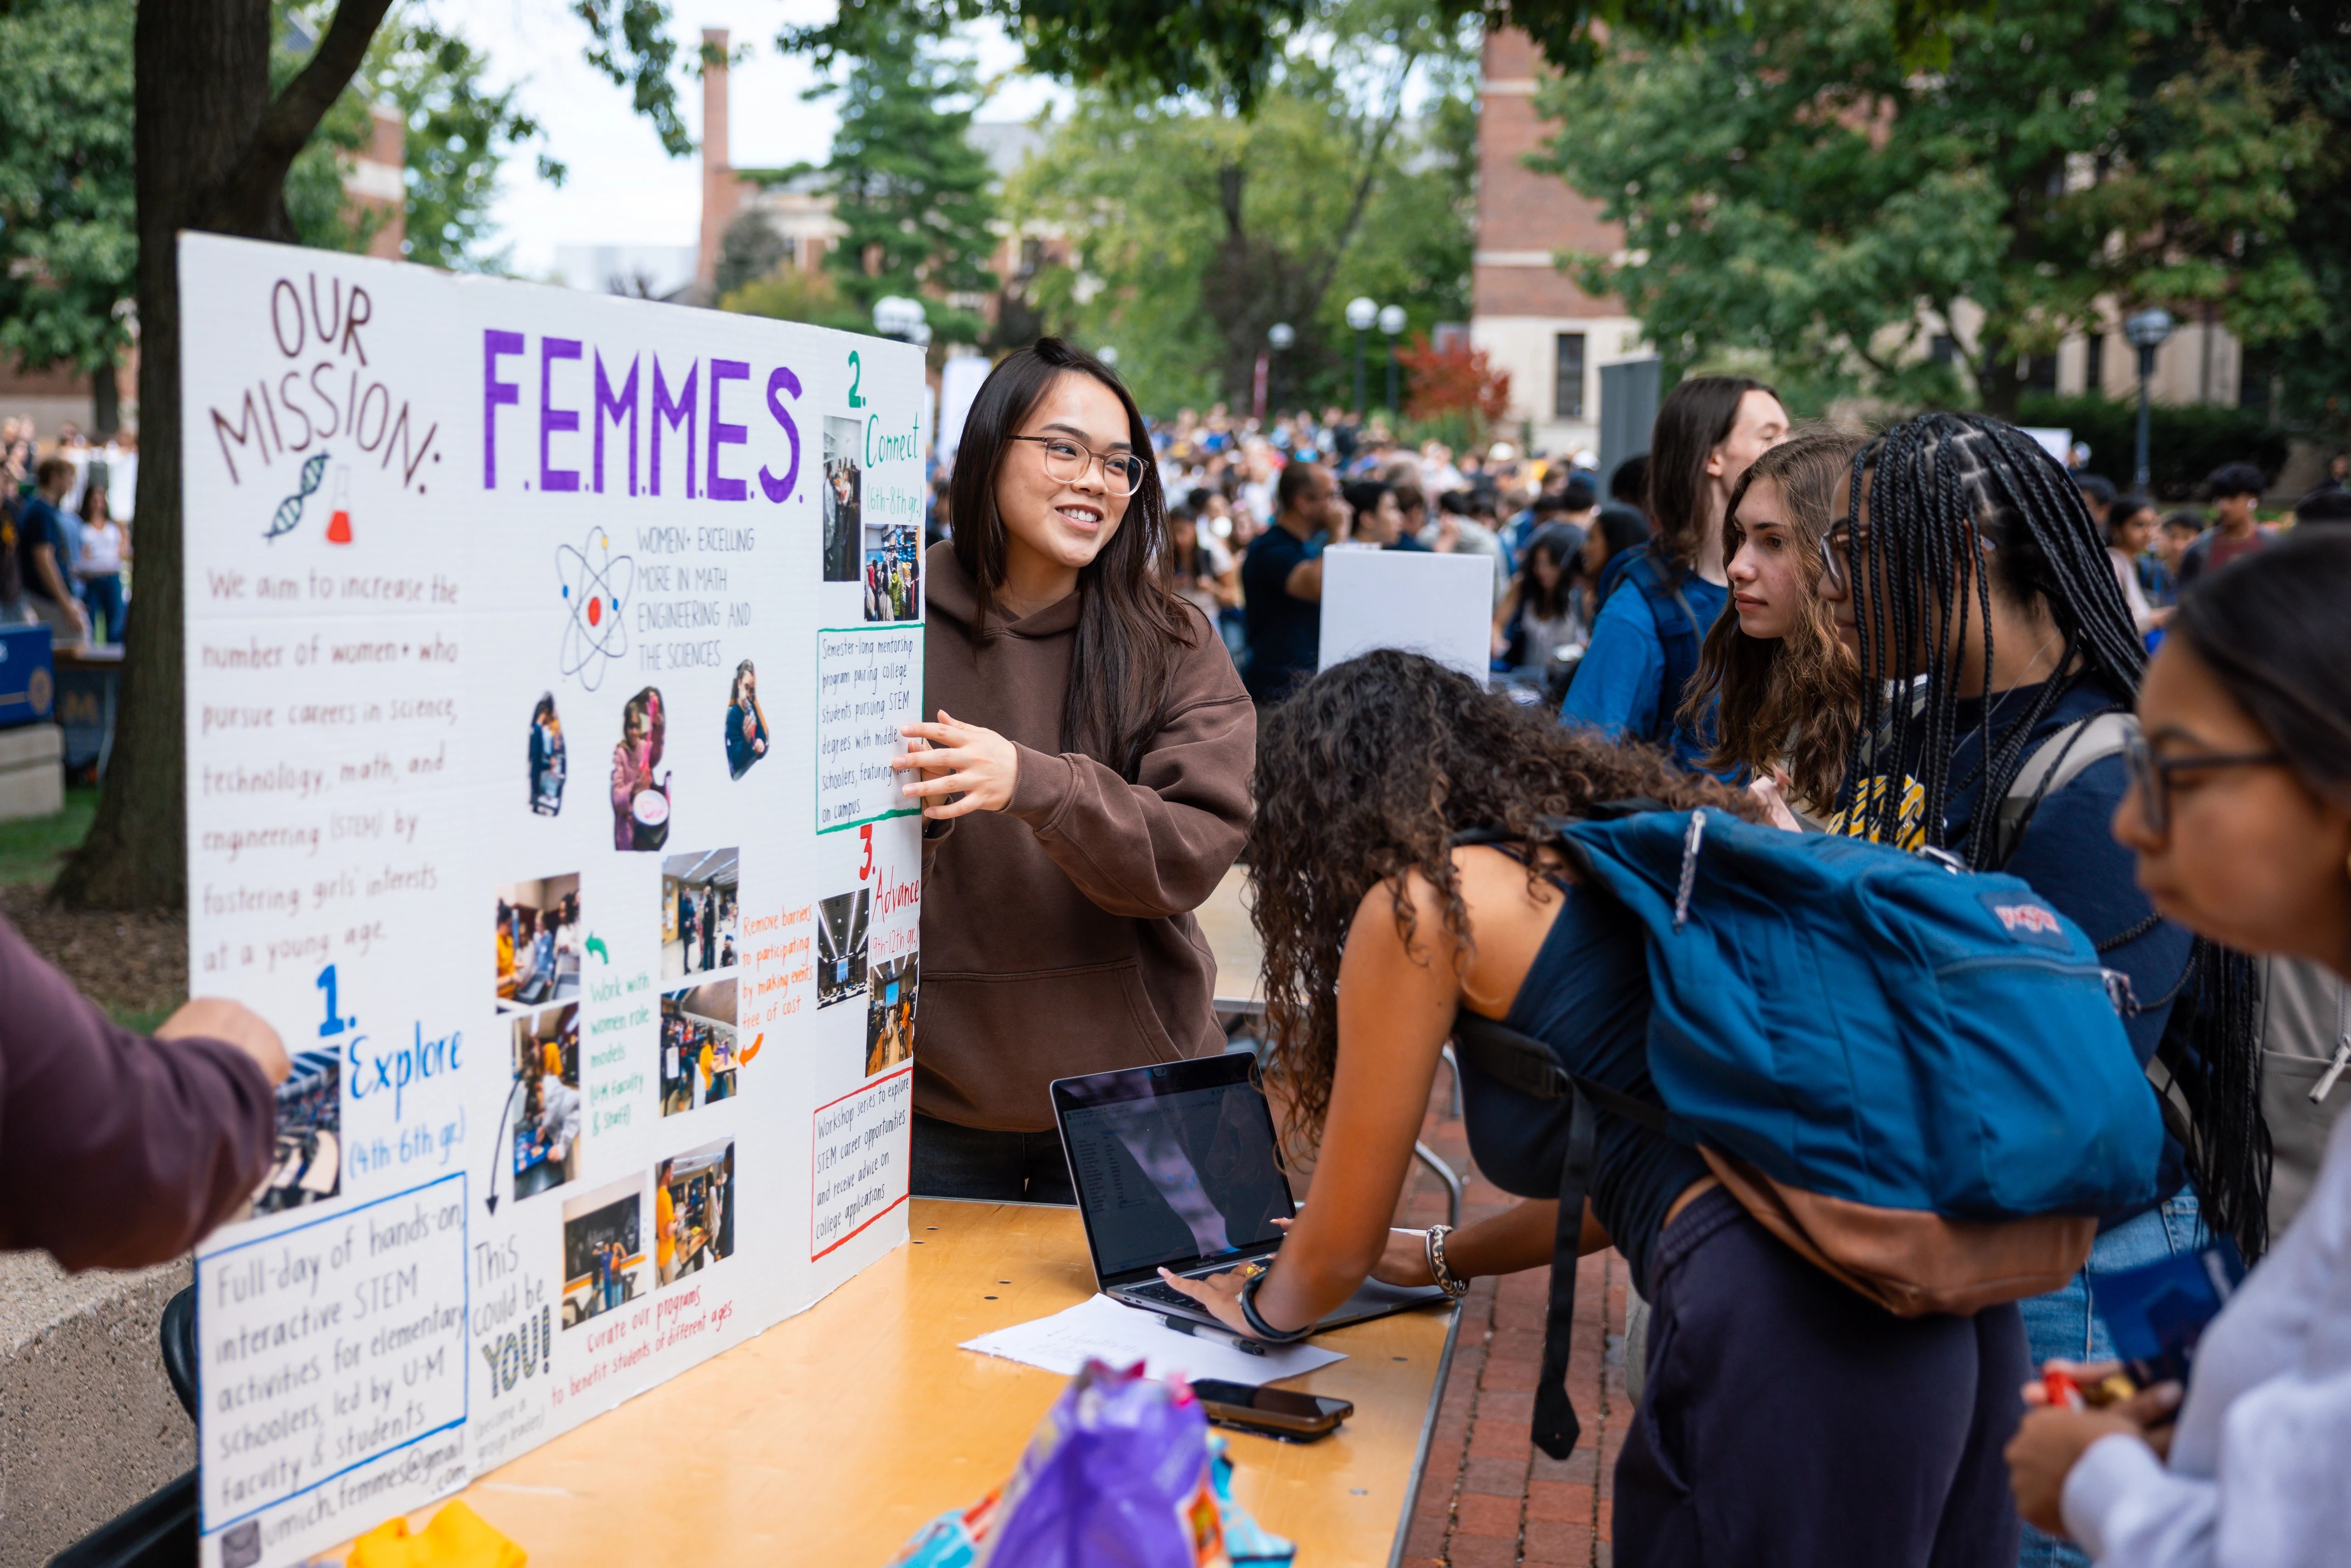 OUR
MISSION:
We aim to increase the
number of women+ who
pursue careers in science,
technology, math, and
engineering (STEM) by
fostering girls' interests
at a young age.
1.
Explore
(4th-6th gr.)
Full-day of hands-on,
interactive STEM
activities for elementary
schoolers, led by U-M
faculty & students
umich.femmes@gmail
.com
F.E.M.M.E.S.
WOMEN+ EXCELLING
MORE IN MATH
ENGINEERING AND
THE SCIENCES
Work with
women role
models
(U-M faculty
& Staff)
Remove barriers
to participating
by making events
free of cost
This
could be
YOU!
(become a
group leader)
curate our programs
to benefit students of different ages
2.
Connect
(6th-8th gr.)
Semester-long mentorship
program pairing college
students pursuing STEM
degrees with middle
schoolers, featuring
on campus
3.
Advance
(9th-12th gr.)
Workshop series to explore
STEM career opportunities
and receive advice on
college applications